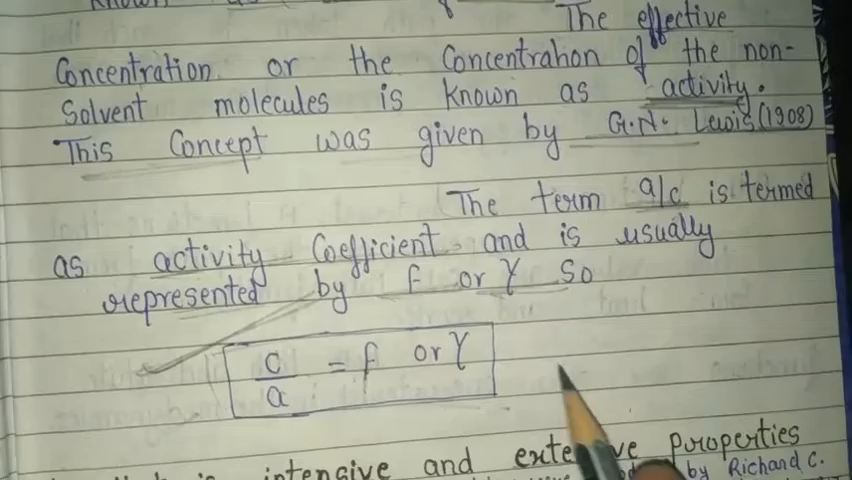 The effective
Concentration or the Concentration of the non-
Solvent molecules is known as activity.
This Concept was given by G.N. Lewis (1908)
The term a/c is termed
as activity Coefficient and is usually
represented by f or γ So
c/a = f or γ
intensive and extensive properties
by Richard C.